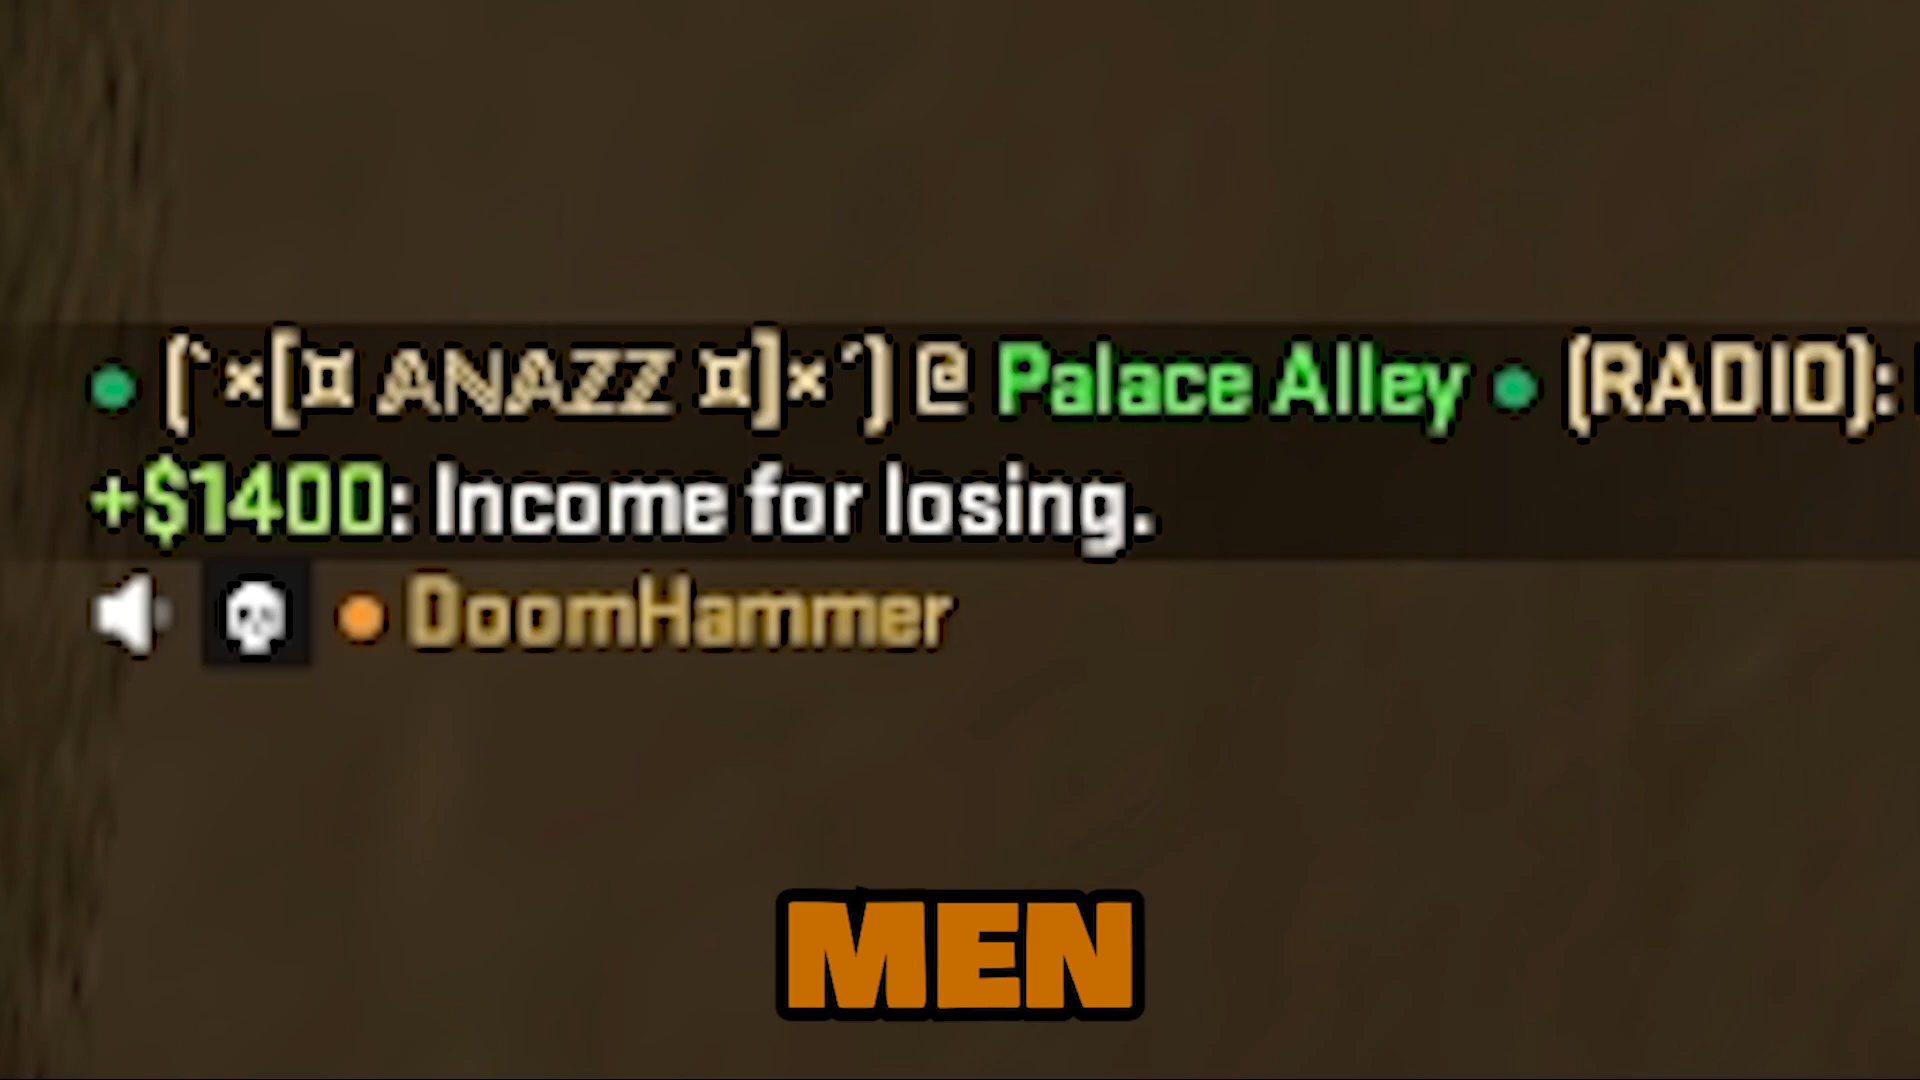 (`×[¤ ANAZZ ¤]×´) @ Palace Alley ● (RADIO):
+$1400: Income for losing.
DoomHammer
MEN